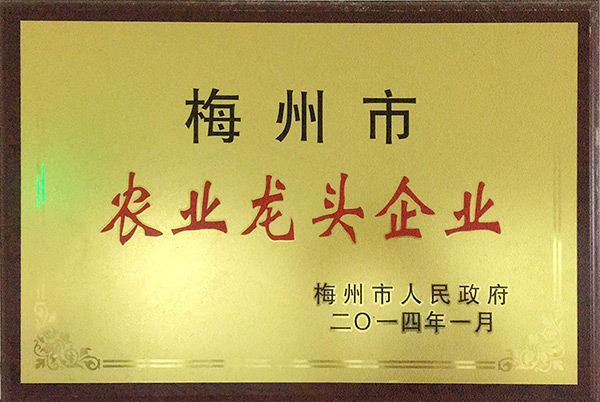 梅州市
农业龙头企业
梅州市人民政府
二〇一四年一月